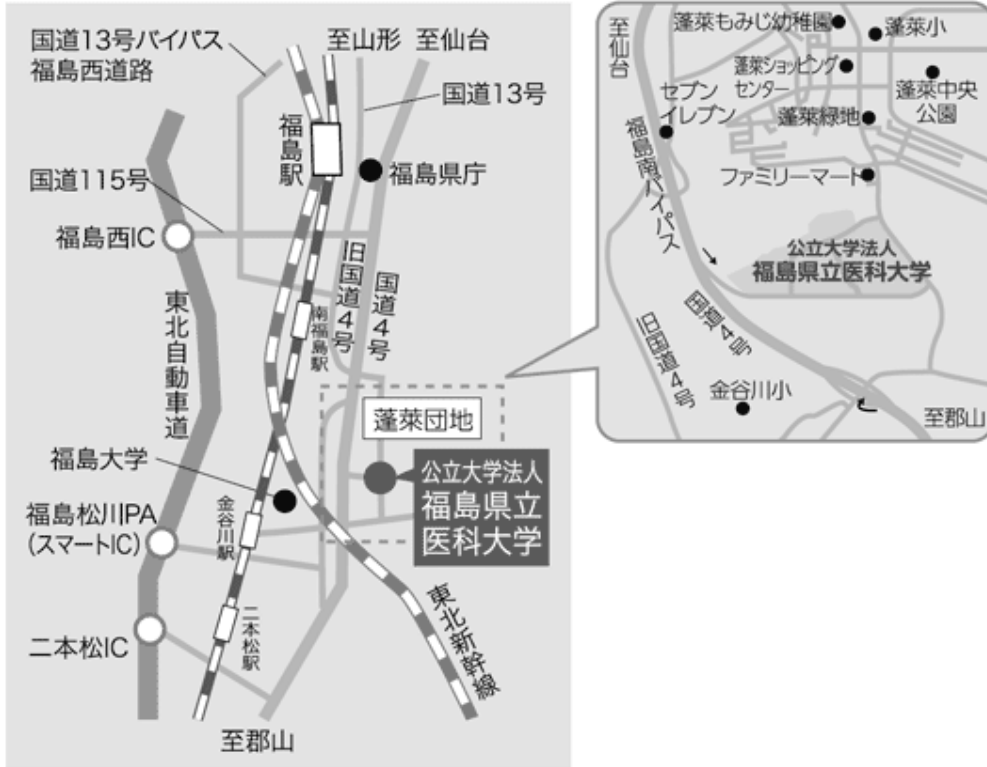 国道13号バイパス
福島西道路
至山形
至仙台
国道13号
福島駅
福島県庁
国道115号
福島西IC
旧国道4号
国道4号
東北自動車道
南福島駅
蓬萊団地
福島大学
公立大学法人
福島県立
医科大学
福島松川PA
(スマートIC)
金谷川駅
二本松IC
二本松駅
東北新幹線
至郡山
至仙台
蓬萊もみじ幼稚園
蓬萊小
蓬萊ショッピング
センター
蓬萊中央
公園
セブン
イレブン
蓬萊緑地
福島南バイパス
ファミリーマート
公立大学法人
福島県立医科大学
国道4号
旧国道4号
金谷川小
至郡山